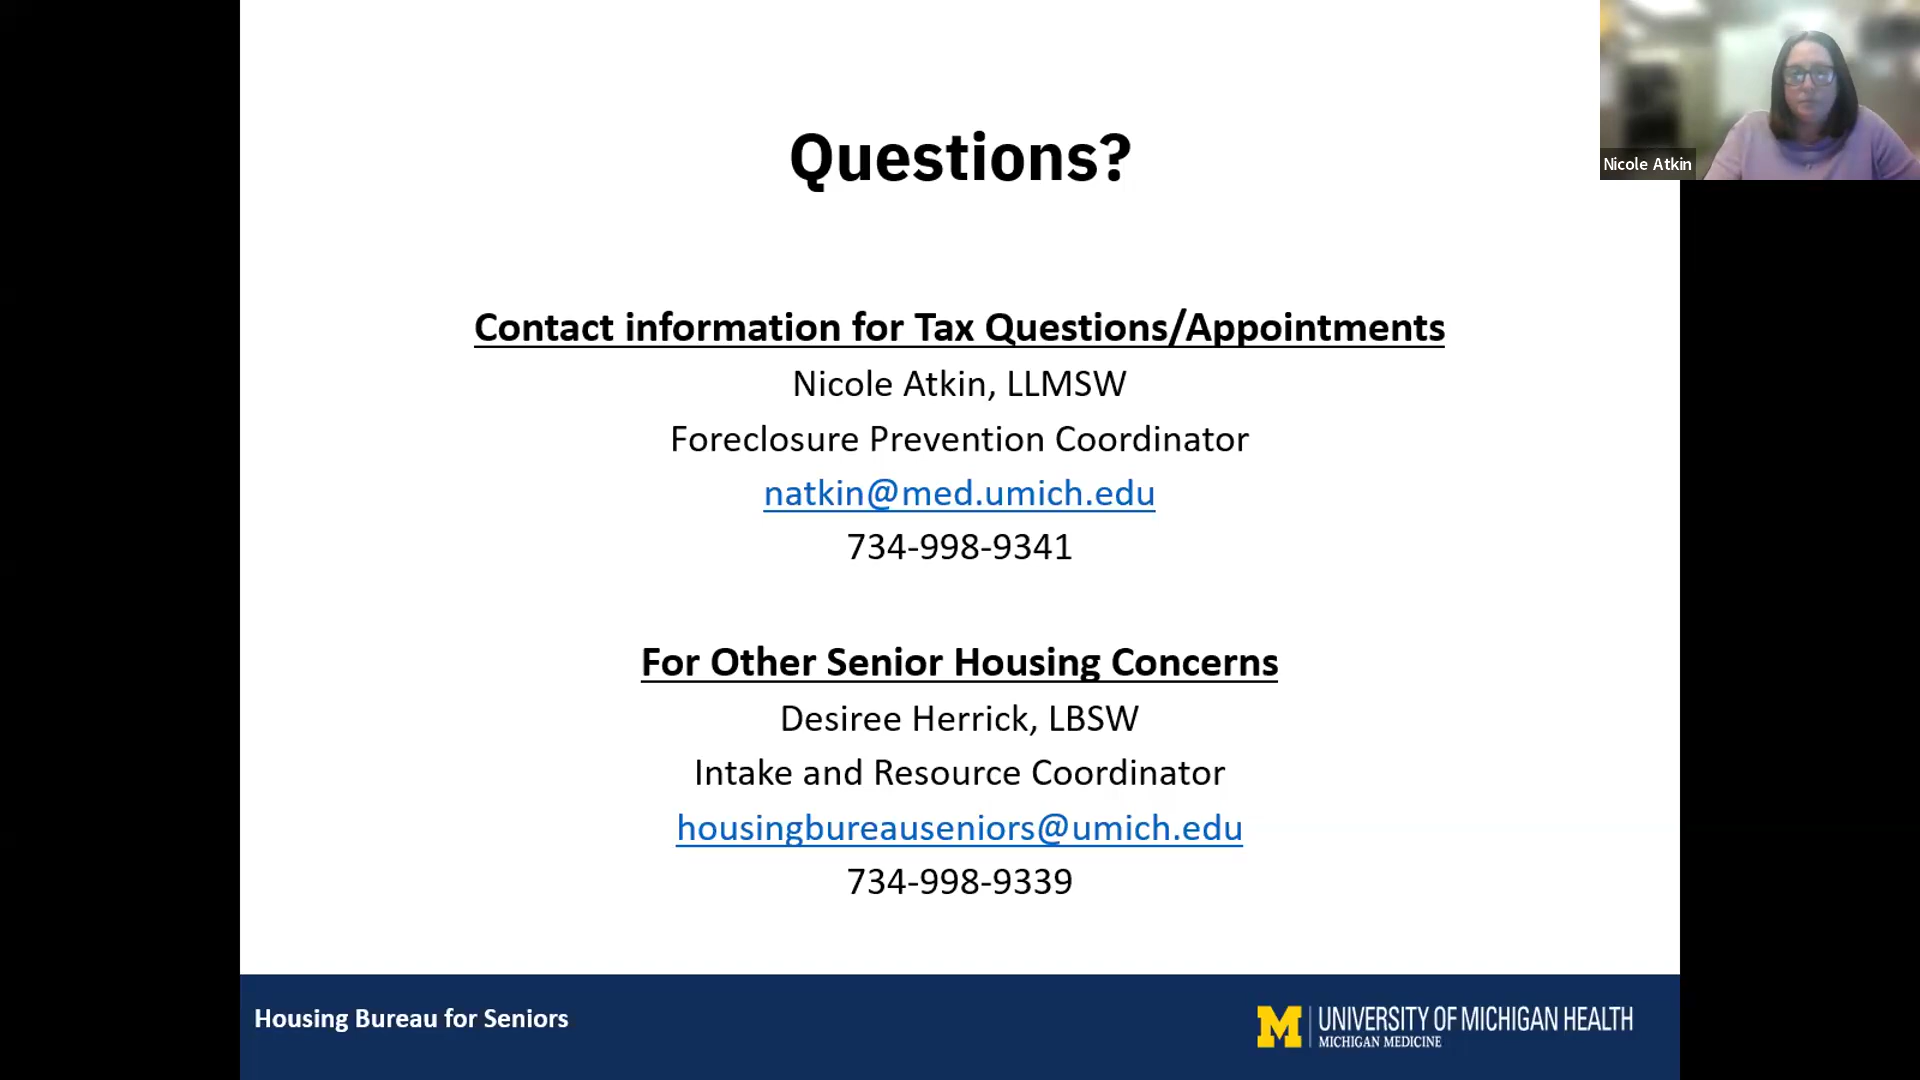 Questions?
Nicole Atkin
Contact information for Tax Questions/Appointments
Nicole Atkin, LLMSW
Foreclosure Prevention Coordinator
natkin@med.umich.edu
734-998-9341
For Other Senior Housing Concerns
Desiree Herrick, LBSW
Intake and Resource Coordinator
housingbureauseniors@umich.edu
734-998-9339
Housing Bureau for Seniors
M UNIVERSITY OF MICHIGAN HEALTH
MICHIGAN MEDICINE